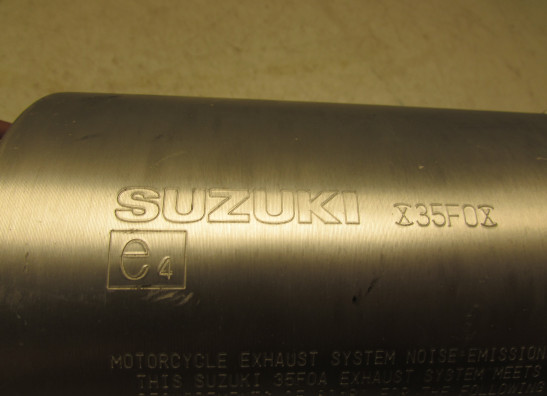 SUZUKI
35F0
e4
MOTORCYCLE EXHAUST SYSTEM NOISE EMISSION
THIS SUZUKI 35F0A EXHAUST SYSTEM MEETS